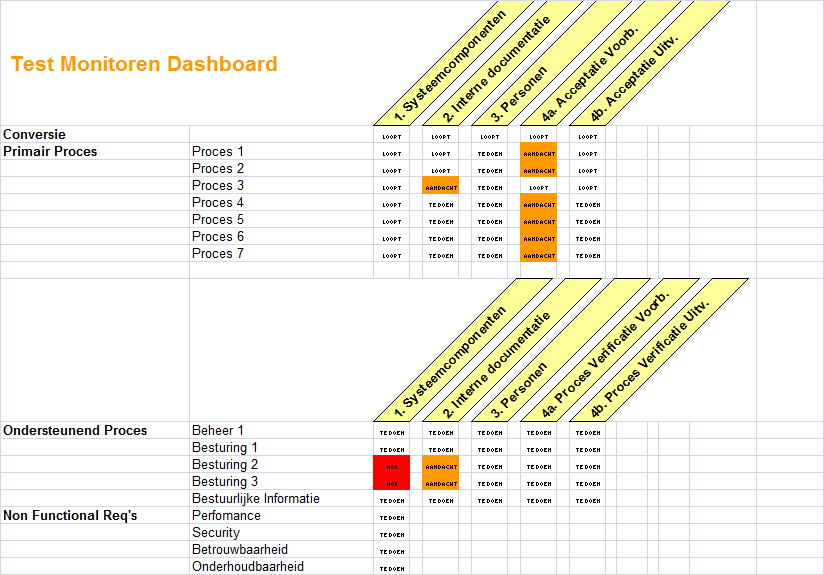 1. Systeemcomponenten 2. Interne documentatie 3. Personen 4a. Acceptatie Voorb. 4b. Acceptatie Uitv.
Test Monitoren Dashboard
Conversie LOOPT LOOPT LOOPT LOOPT LOOPT
Primair Proces Proces 1 LOOPT LOOPT TEDOEN AANDACHT LOOPT
Proces 2 LOOPT LOOPT TEDOEN AANDACHT LOOPT
Proces 3 LOOPT AANDACHT TEDOEN LOOPT LOOPT
Proces 4 LOOPT TEDOEN TEDOEN AANDACHT TEDOEN
Proces 5 LOOPT TEDOEN TEDOEN AANDACHT TEDOEN
Proces 6 LOOPT TEDOEN TEDOEN AANDACHT TEDOEN
Proces 7 LOOPT TEDOEN TEDOEN AANDACHT TEDOEN
1. Systeemcomponenten 2. Interne documentatie 3. Personen 4a. Proces Verificatie Voorb. 4b. Proces Verificatie Uitv.
Ondersteunend Proces Beheer 1 TEDOEN TEDOEN TEDOEN TEDOEN TEDOEN
Besturing 1 TEDOEN TEDOEN TEDOEN TEDOEN TEDOEN
Besturing 2 NOK AANDACHT TEDOEN TEDOEN TEDOEN
Besturing 3 NOK AANDACHT TEDOEN TEDOEN TEDOEN
Bestuurlijke Informatie TEDOEN TEDOEN TEDOEN TEDOEN TEDOEN
Non Functional Req's Perfomance TEDOEN
Security TEDOEN
Betrouwbaarheid TEDOEN
Onderhoudbaarheid TEDOEN